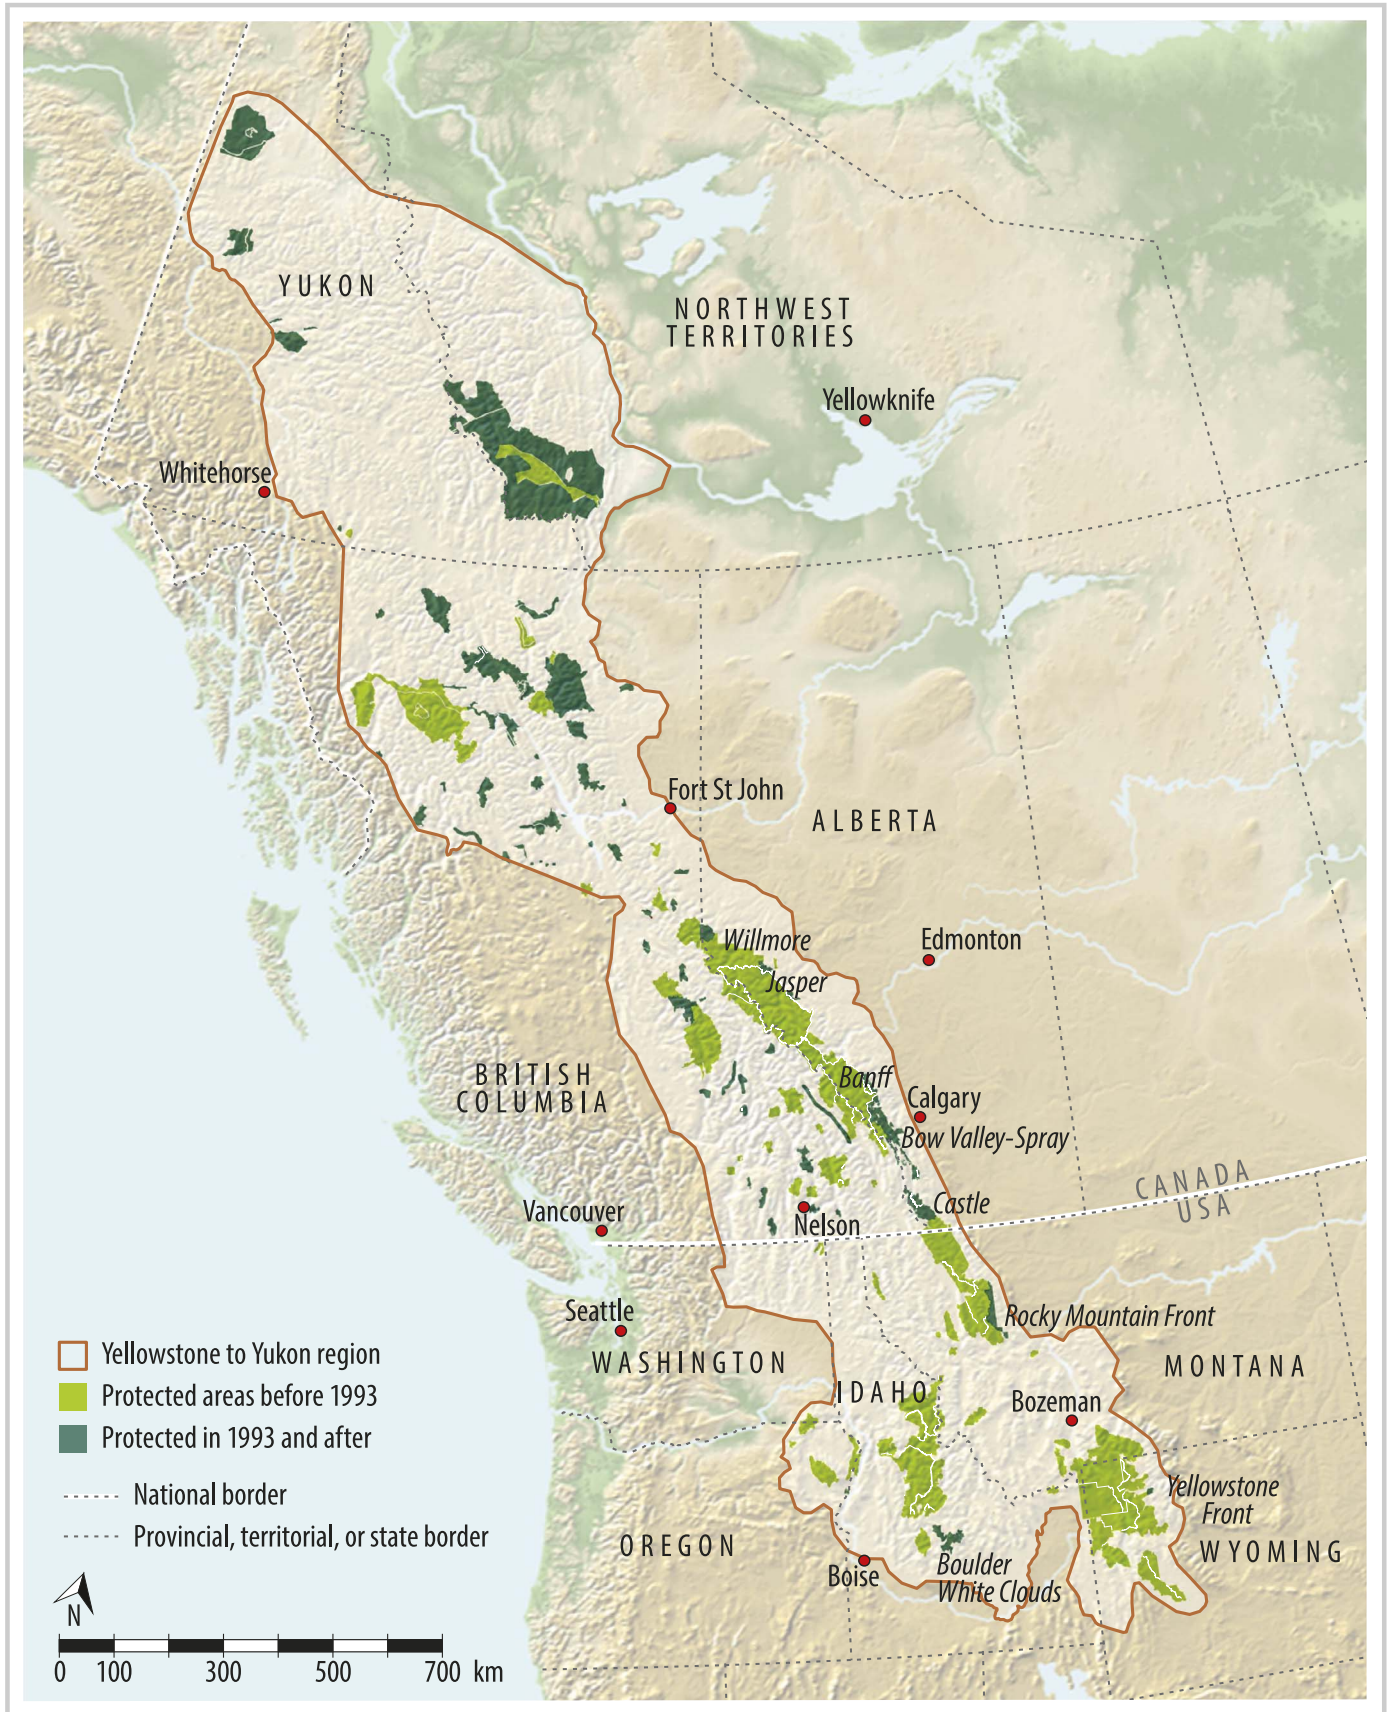 YUKON
NORTHWEST
TERRITORIES
Yellowknife
Whitehorse
Fort St John
ALBERTA
Willmore
Edmonton
Jasper
BRITISH
COLUMBIA
Banff
Calgary
Bow Valley-Spray
CANADA
USA
Castle
Vancouver
Nelson
Seattle
Rocky Mountain Front
WASHINGTON
MONTANA
IDAHO
Bozeman
Yellowstone
Front
OREGON
WYOMING
Boise
Boulder
White Clouds
Yellowstone to Yukon region
Protected areas before 1993
Protected in 1993 and after
National border
Provincial, territorial, or state border
N
0 100 300 500 700 km